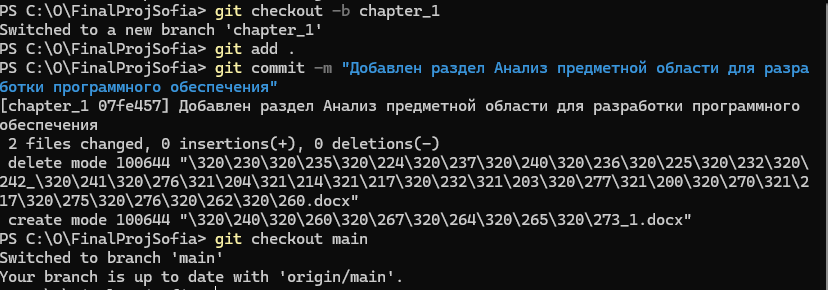 PS C:\O\FinalProjSofia> git checkout -b chapter_1
Switched to a new branch 'chapter_1'
PS C:\O\FinalProjSofia> git add .
PS C:\O\FinalProjSofia> git commit -m "Добавлен раздел Анализ предметной области для разра
ботки программного обеспечения"
[chapter_1 07fe457] Добавлен раздел Анализ предметной области для разработки программного
обеспечения
 2 files changed, 0 insertions(+), 0 deletions(-)
 delete mode 100644 "\320\230\320\235\320\224\320\237\320\240\320\236\320\225\320\232\320\
242_\320\241\320\276\321\204\321\214\321\217\320\232\321\203\320\277\321\200\320\270\321\2
17\320\275\320\276\320\262\320\260.docx"
 create mode 100644 "\320\240\320\260\320\267\320\264\320\265\320\273_1.docx"
PS C:\O\FinalProjSofia> git checkout main
Switched to branch 'main'
Your branch is up to date with 'origin/main'.